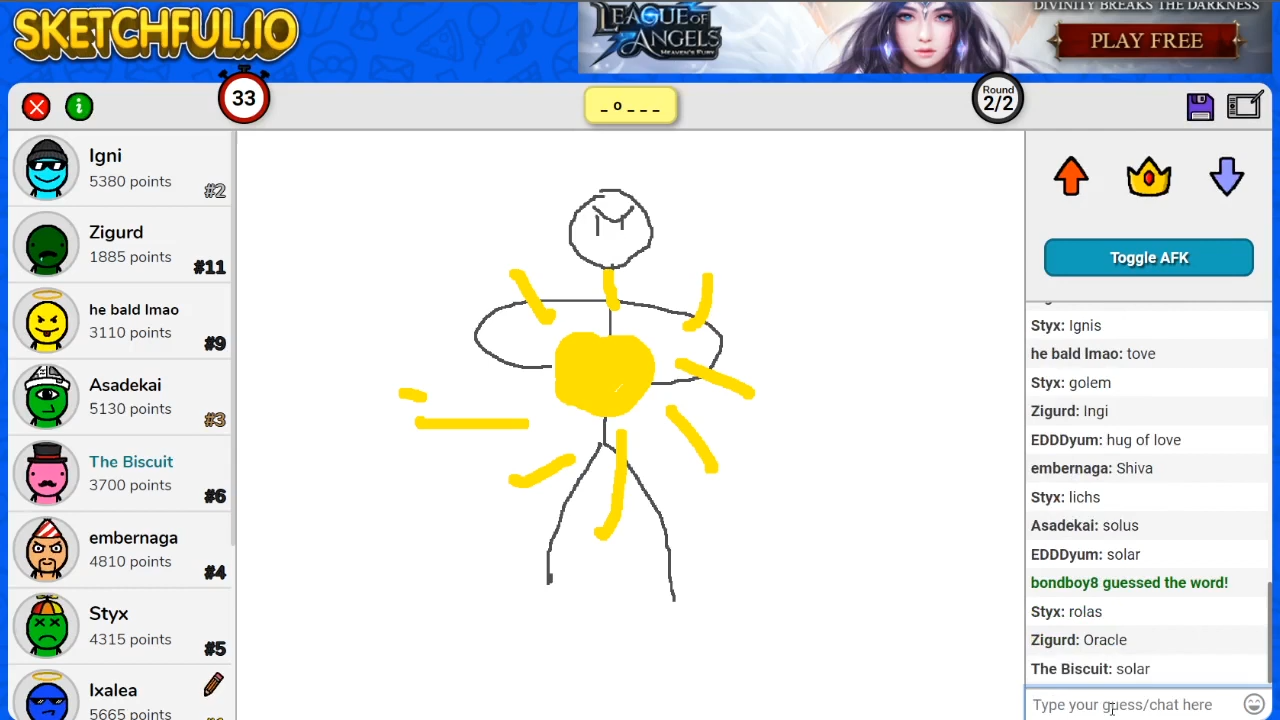 SKETCHFUL.IO
LEAGUE OF
ANGELS
HEAVEN'S FURY
DIVINITY BREAKS THE DARKNESS
PLAY FREE
33
_ o _ _ _
Round
2/2
Igni
5380 points
#2
Zigurd
1885 points
#11
he bald lmao
3110 points
#9
Asadekai
5130 points
#3
The Biscuit
3700 points
#6
embernaga
4810 points
#4
Styx
4315 points
#5
Ixalea
5665 points
Toggle AFK
Styx: Ignis
he bald lmao: tove
Styx: golem
Zigurd: Ingi
EDDDyum: hug of love
embernaga: Shiva
Styx: lichs
Asadekai: solus
EDDDyum: solar
bondboy8 guessed the word!
Styx: rolas
Zigurd: Oracle
The Biscuit: solar
Type your guess/chat here